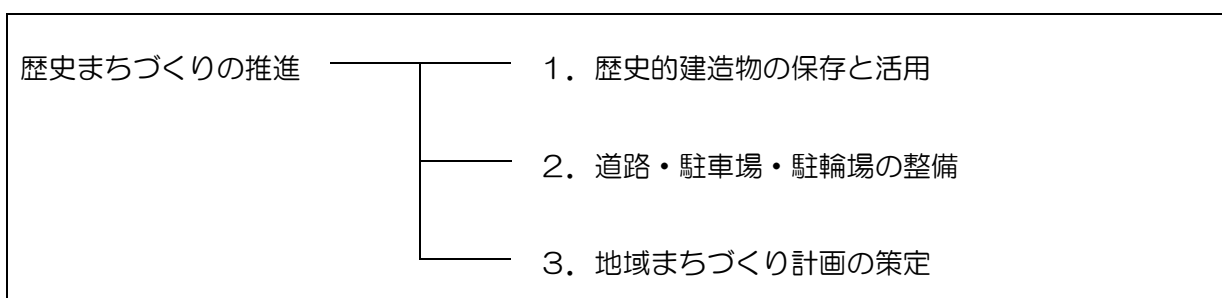 歴史まちづくりの推進
１．歴史的建造物の保存と活用
２．道路・駐車場・駐輪場の整備
３．地域まちづくり計画の策定